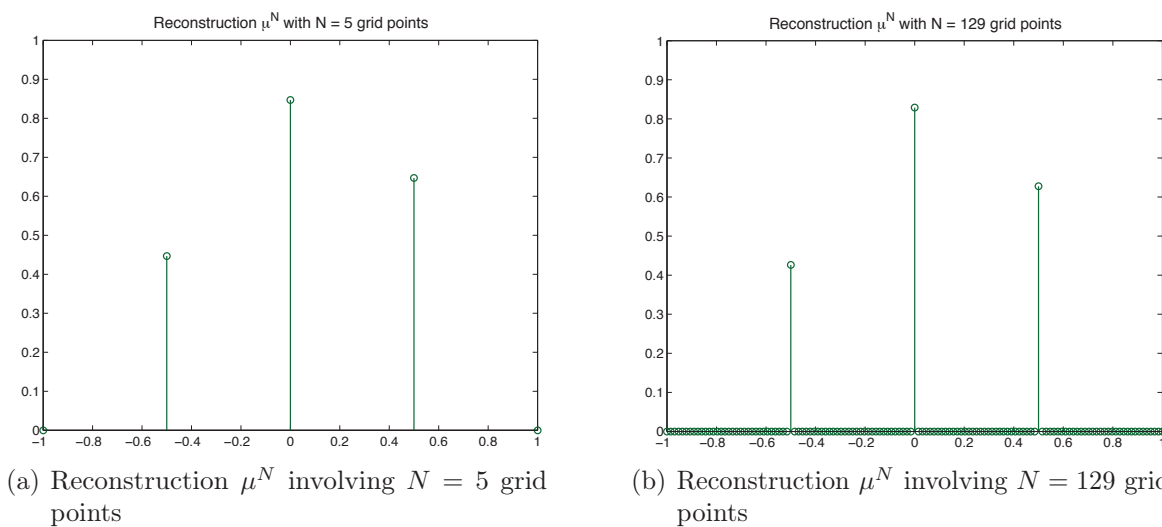 Reconstruction μ^N with N = 5 grid points
1
0.9
0.8
0.7
0.6
0.5
0.4
0.3
0.2
0.1
0
−1 −0.8 −0.6 −0.4 −0.2 0 0.2 0.4 0.6 0.8 1
(a) Reconstruction μ^N involving N = 5 grid
points
Reconstruction μ^N with N = 129 grid points
1
0.9
0.8
0.7
0.6
0.5
0.4
0.3
0.2
0.1
0
−1 −0.8 −0.6 −0.4 −0.2 0 0.2 0.4 0.6 0.8 1
(b) Reconstruction μ^N involving N = 129 grid
points